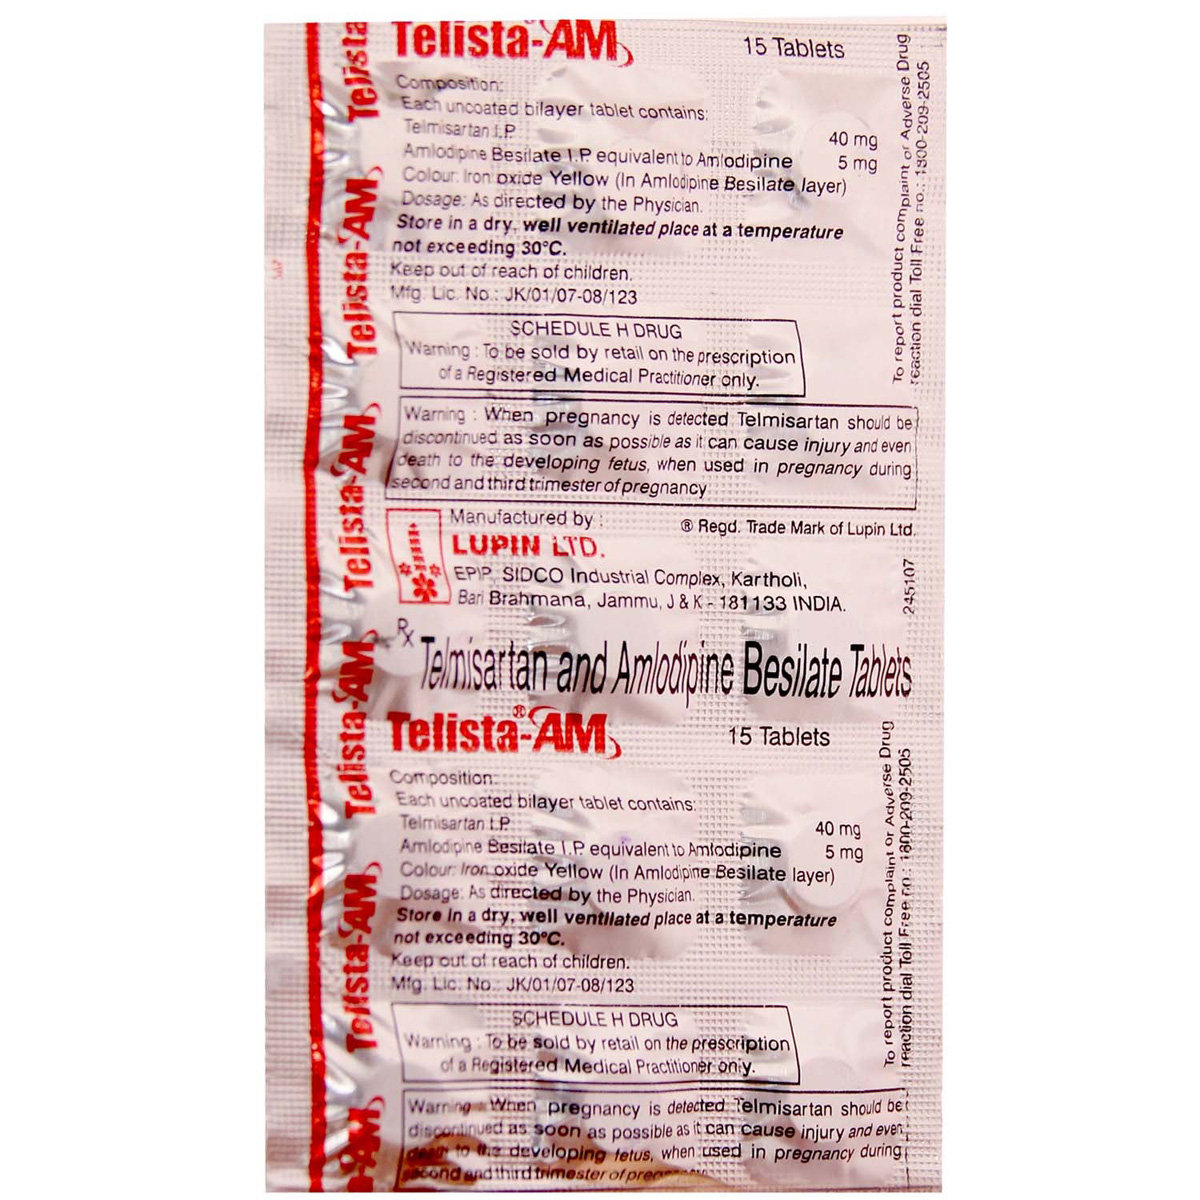 Telista-AM
15 Tablets
Composition:
Each uncoated bilayer tablet contains:
Telmisartan I.P. 40 mg
Amlodipine Besilate I.P. equivalent to Amlodipine 5 mg
Colour: Iron oxide Yellow (In Amlodipine Besilate layer)
Dosage: As directed by the Physician.
Store in a dry, well ventilated place at a temperature
not exceeding 30°C.
Keep out of reach of children.
Mfg. Lic. No.: JK/01/07-08/123
SCHEDULE H DRUG
Warning : To be sold by retail on the prescription
of a Registered Medical Practitioner only.
Warning : When pregnancy is detected Telmisartan should be
discontinued as soon as possible as it can cause injury and even
death to the developing fetus, when used in pregnancy during
second and third trimester of pregnancy
To report product complaint or Adverse Drug
reaction dial Toll Free no.: 1800-209-2505
Manufactured by :
® Regd. Trade Mark of Lupin Ltd.
LUPIN LTD.
EPIP, SIDCO Industrial Complex, Kartholi,
Bari Brahmana, Jammu, J & K - 181133 INDIA.
245107
Rx
Telmisartan and Amlodipine Besilate Tablets
Telista®-AM
15 Tablets
Composition:
Each uncoated bilayer tablet contains:
Telmisartan I.P. 40 mg
Amlodipine Besilate I.P. equivalent to Amlodipine 5 mg
Colour: Iron oxide Yellow (In Amlodipine Besilate layer)
Dosage: As directed by the Physician.
Store in a dry, well ventilated place at a temperature
not exceeding 30°C.
Keep out of reach of children.
Mfg. Lic. No.: JK/01/07-08/123
SCHEDULE H DRUG
Warning : To be sold by retail on the prescription
of a Registered Medical Practitioner only.
Warning : When pregnancy is detected Telmisartan should be
discontinued as soon as possible as it can cause injury and even
death to the developing fetus, when used in pregnancy during
second and third trimester of
To report product complaint or Adverse Drug
reaction dial Toll Free no.: 1800-209-2505
Telista
Telista-AM
Telista-AM
Telista-AM
Telista-AM
-AM